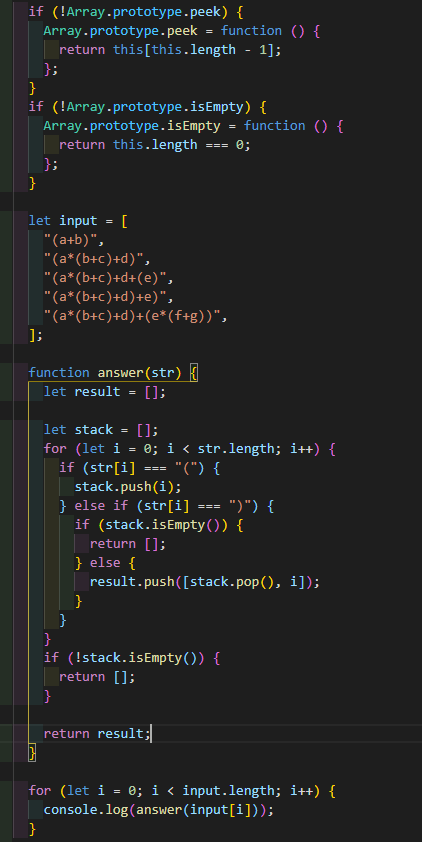 if (!Array.prototype.peek) {
  Array.prototype.peek = function () {
    return this[this.length - 1];
  };
}
if (!Array.prototype.isEmpty) {
  Array.prototype.isEmpty = function () {
    return this.length === 0;
  };
}

let input = [
  "(a+b)",
  "(a*(b+c)+d)",
  "(a*(b+c)+d+(e)",
  "(a*(b+c)+d)+e)",
  "(a*(b+c)+d)+(e*(f+g))",
];

function answer(str) {
  let result = [];

  let stack = [];
  for (let i = 0; i < str.length; i++) {
    if (str[i] === "(") {
      stack.push(i);
    } else if (str[i] === ")") {
      if (stack.isEmpty()) {
        return [];
      } else {
        result.push([stack.pop(), i]);
      }
    }
  }
  if (!stack.isEmpty()) {
    return [];
  }

  return result;
}

for (let i = 0; i < input.length; i++) {
  console.log(answer(input[i]));
}